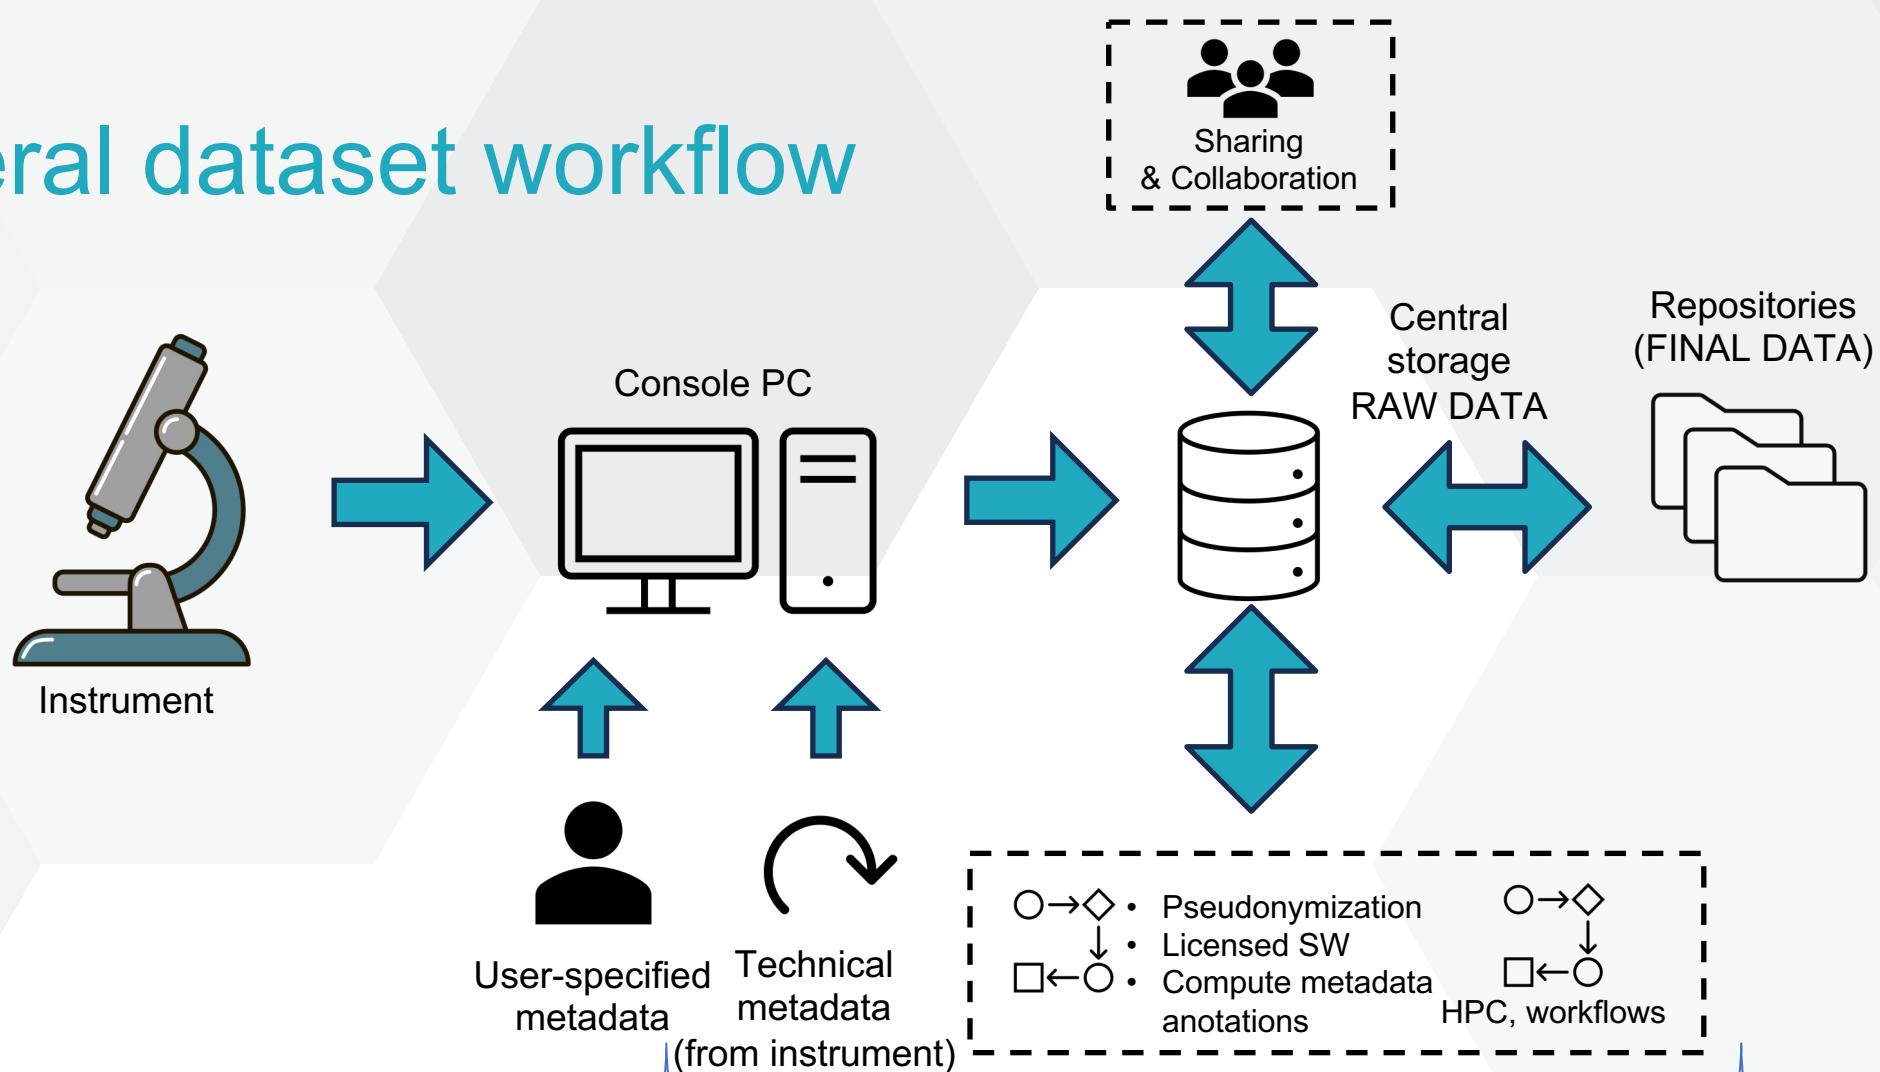 eral dataset workflow
Sharing
& Collaboration
Central
storage
RAW DATA
Repositories
(FINAL DATA)
Console PC
Instrument
User-specified
metadata
Technical
metadata
(from instrument)
• Pseudonymization
• Licensed SW
• Compute metadata
anotations
HPC, workflows